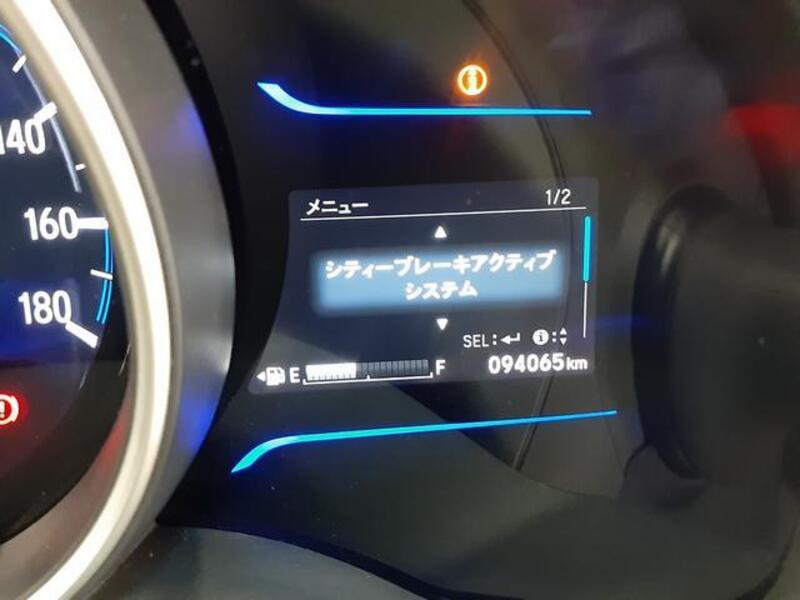 140
160
180
メニュー 1/2
シティーブレーキアクティブ
システム
SEL: i:
E F 094065km